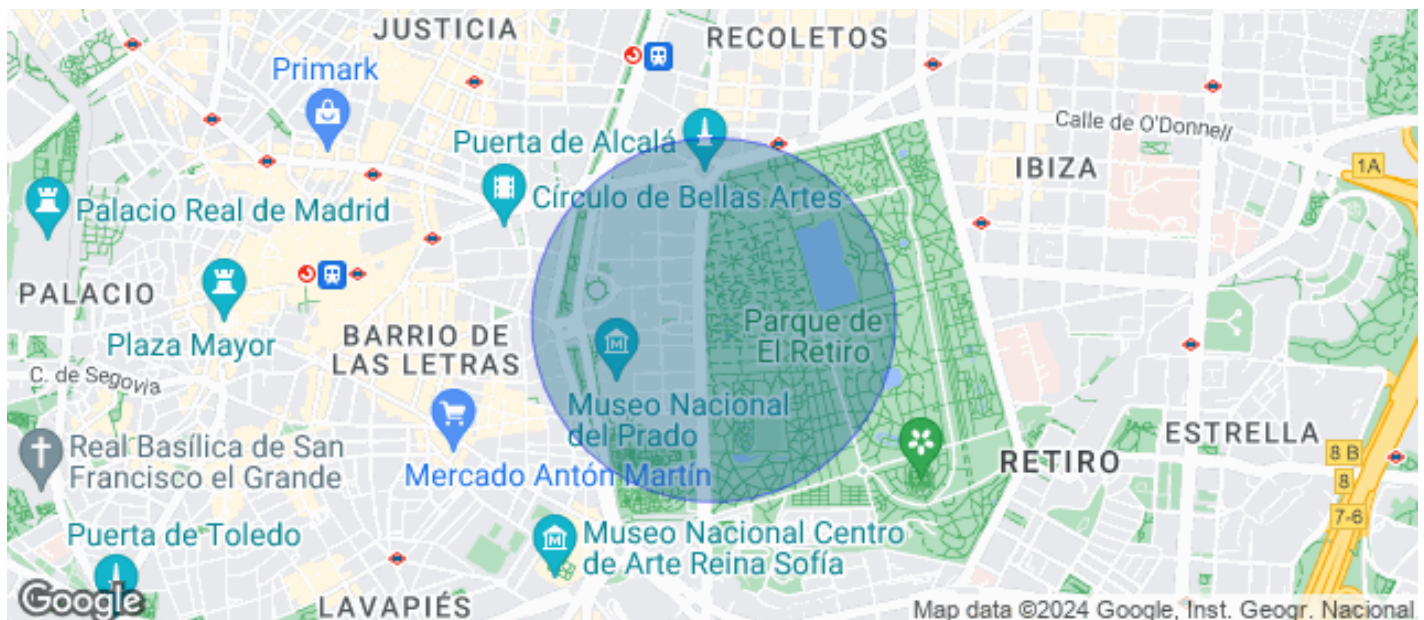 JUSTICIA
RECOLETOS
Primark
Calle de O'Donnell
Puerta de Alcalá
IBIZA
1A
Círculo de Bellas Artes
Palacio Real de Madrid
PALACIO
Plaza Mayor
BARRIO DE
LAS LETRAS
Parque de
El Retiro
C. de Segovia
Museo Nacional
del Prado
Real Basílica de San
Francisco el Grande
Mercado Antón Martín
RETIRO
ESTRELLA
8 B
8
7-6
Puerta de Toledo
Museo Nacional Centro
de Arte Reina Sofía
LAVAPIÉS
Google
Map data ©2024 Google, Inst. Geogr. Nacional